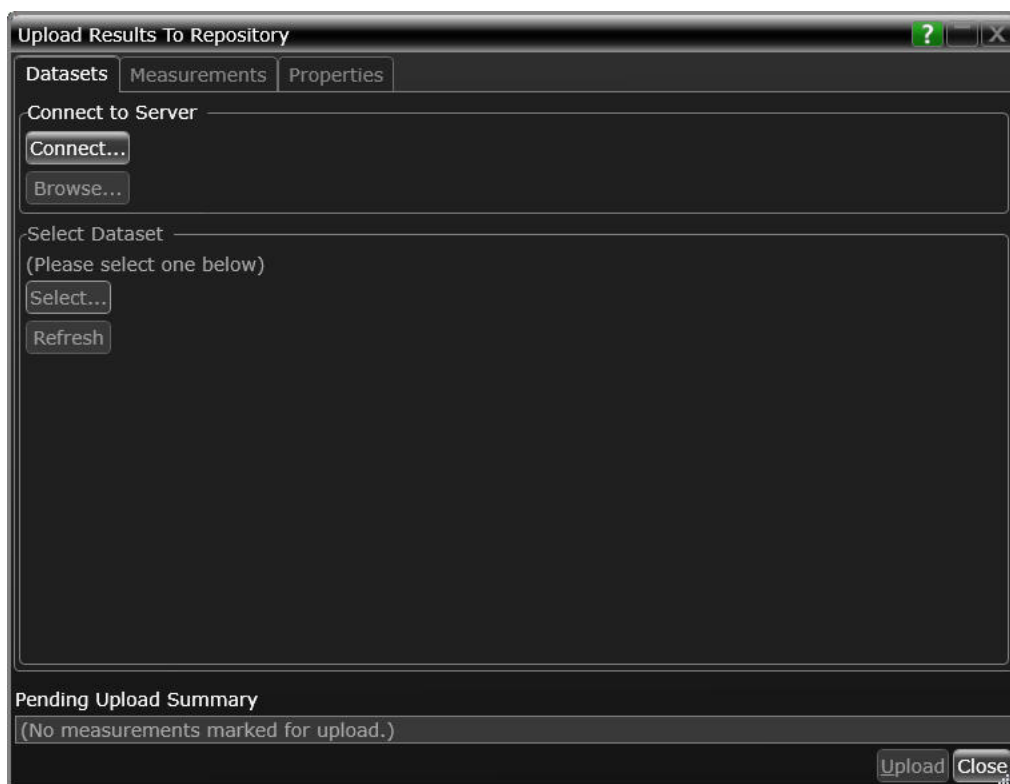 Upload Results To Repository ? X
Datasets Measurements Properties
Connect to Server
Connect...
Browse...
Select Dataset
(Please select one below)
Select...
Refresh
Pending Upload Summary
(No measurements marked for upload.)
Upload Close